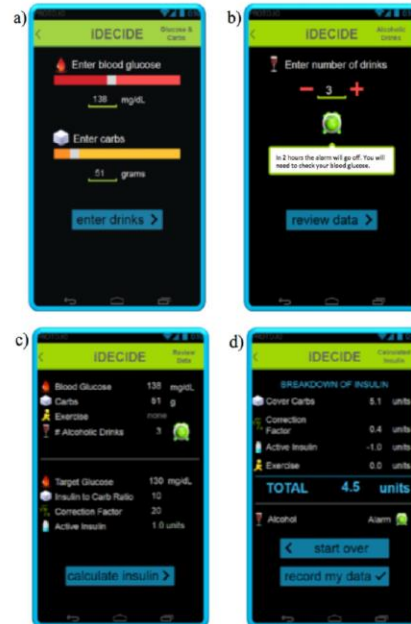 a)
IDECIDE
Glucose & Carbs
Enter blood glucose
138 mg/dL
Enter carbs
51 grams
enter drinks
b)
IDECIDE
Alcoholic Drinks
Enter number of drinks
3
In 2 hours the alarm will go off. You will
need to check your blood glucose.
review data
c)
IDECIDE
Review Data
Blood Glucose 138 mg/dL
Carbs 51 g
Exercise none
# Alcoholic Drinks 3
Target Glucose 130 mg/dL
Insulin to Carb Ratio 10
Correction Factor 20
Active Insulin 1.0 units
calculate insulin
d)
IDECIDE
Calculated Insulin
BREAKDOWN OF INSULIN
Cover Carbs 5.1 units
Correction
Factor 0.4 units
Active Insulin -1.0 units
Exercise 0.0 units
TOTAL 4.5 units
Alcohol Alarm
start over
record my data